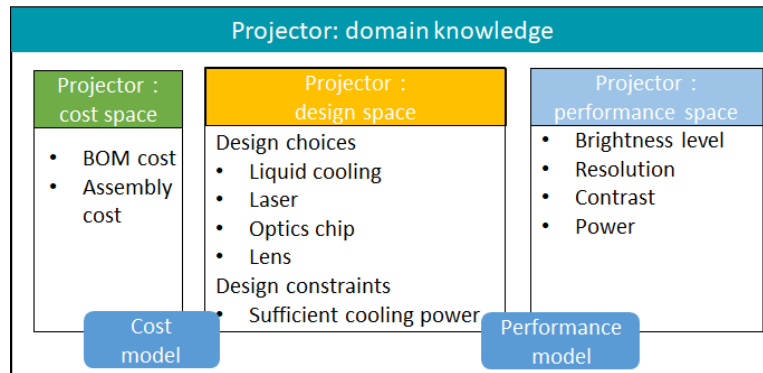 Projector: domain knowledge
Projector :
cost space
• BOM cost
• Assembly
cost
Projector :
design space
Design choices
• Liquid cooling
• Laser
• Optics chip
• Lens
Design constraints
• Sufficient cooling power
Projector :
performance space
• Brightness level
• Resolution
• Contrast
• Power
Cost
model
Performance
model